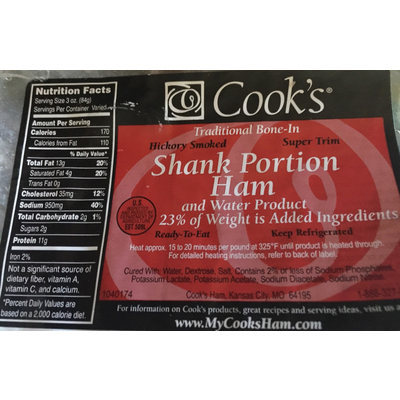 Nutrition Facts
Serving Size 3 oz. (84g)
Servings Per Container Varied
Amount Per Serving
Calories 170
Calories from Fat 110
% Daily Value*
Total Fat 13g 20%
Saturated Fat 4g 20%
Trans Fat 0g
Cholesterol 35mg 12%
Sodium 950mg 40%
Total Carbohydrate 2g 1%
Sugars 2g
Protein 11g
Iron 2%
Not a significant source of
dietary fiber, vitamin A,
vitamin C, and calcium.
*Percent Daily Values are
based on a 2,000 calorie diet.
Cook's®
Traditional Bone-In
Hickory Smoked Super Trim
Shank Portion
Ham
and Water Product
23% of Weight is Added Ingredients
Ready-To-Eat Keep Refrigerated
U.S.
EST.
Heat approx. 15 to 20 minutes per pound at 325°F until product is heated through.
For detailed heating instructions, refer to back of label.
Cured With: Water, Dextrose, Salt, Contains 2% or less of Sodium Phosphates,
Potassium Lactate, Potassium Acetate, Sodium Diacetate, Sodium Nitrite.
1040174
Cook's Ham, Kansas City, MO 64195
For information on Cook's products, great recipes and serving ideas, visit us
www.MyCooksHam.com